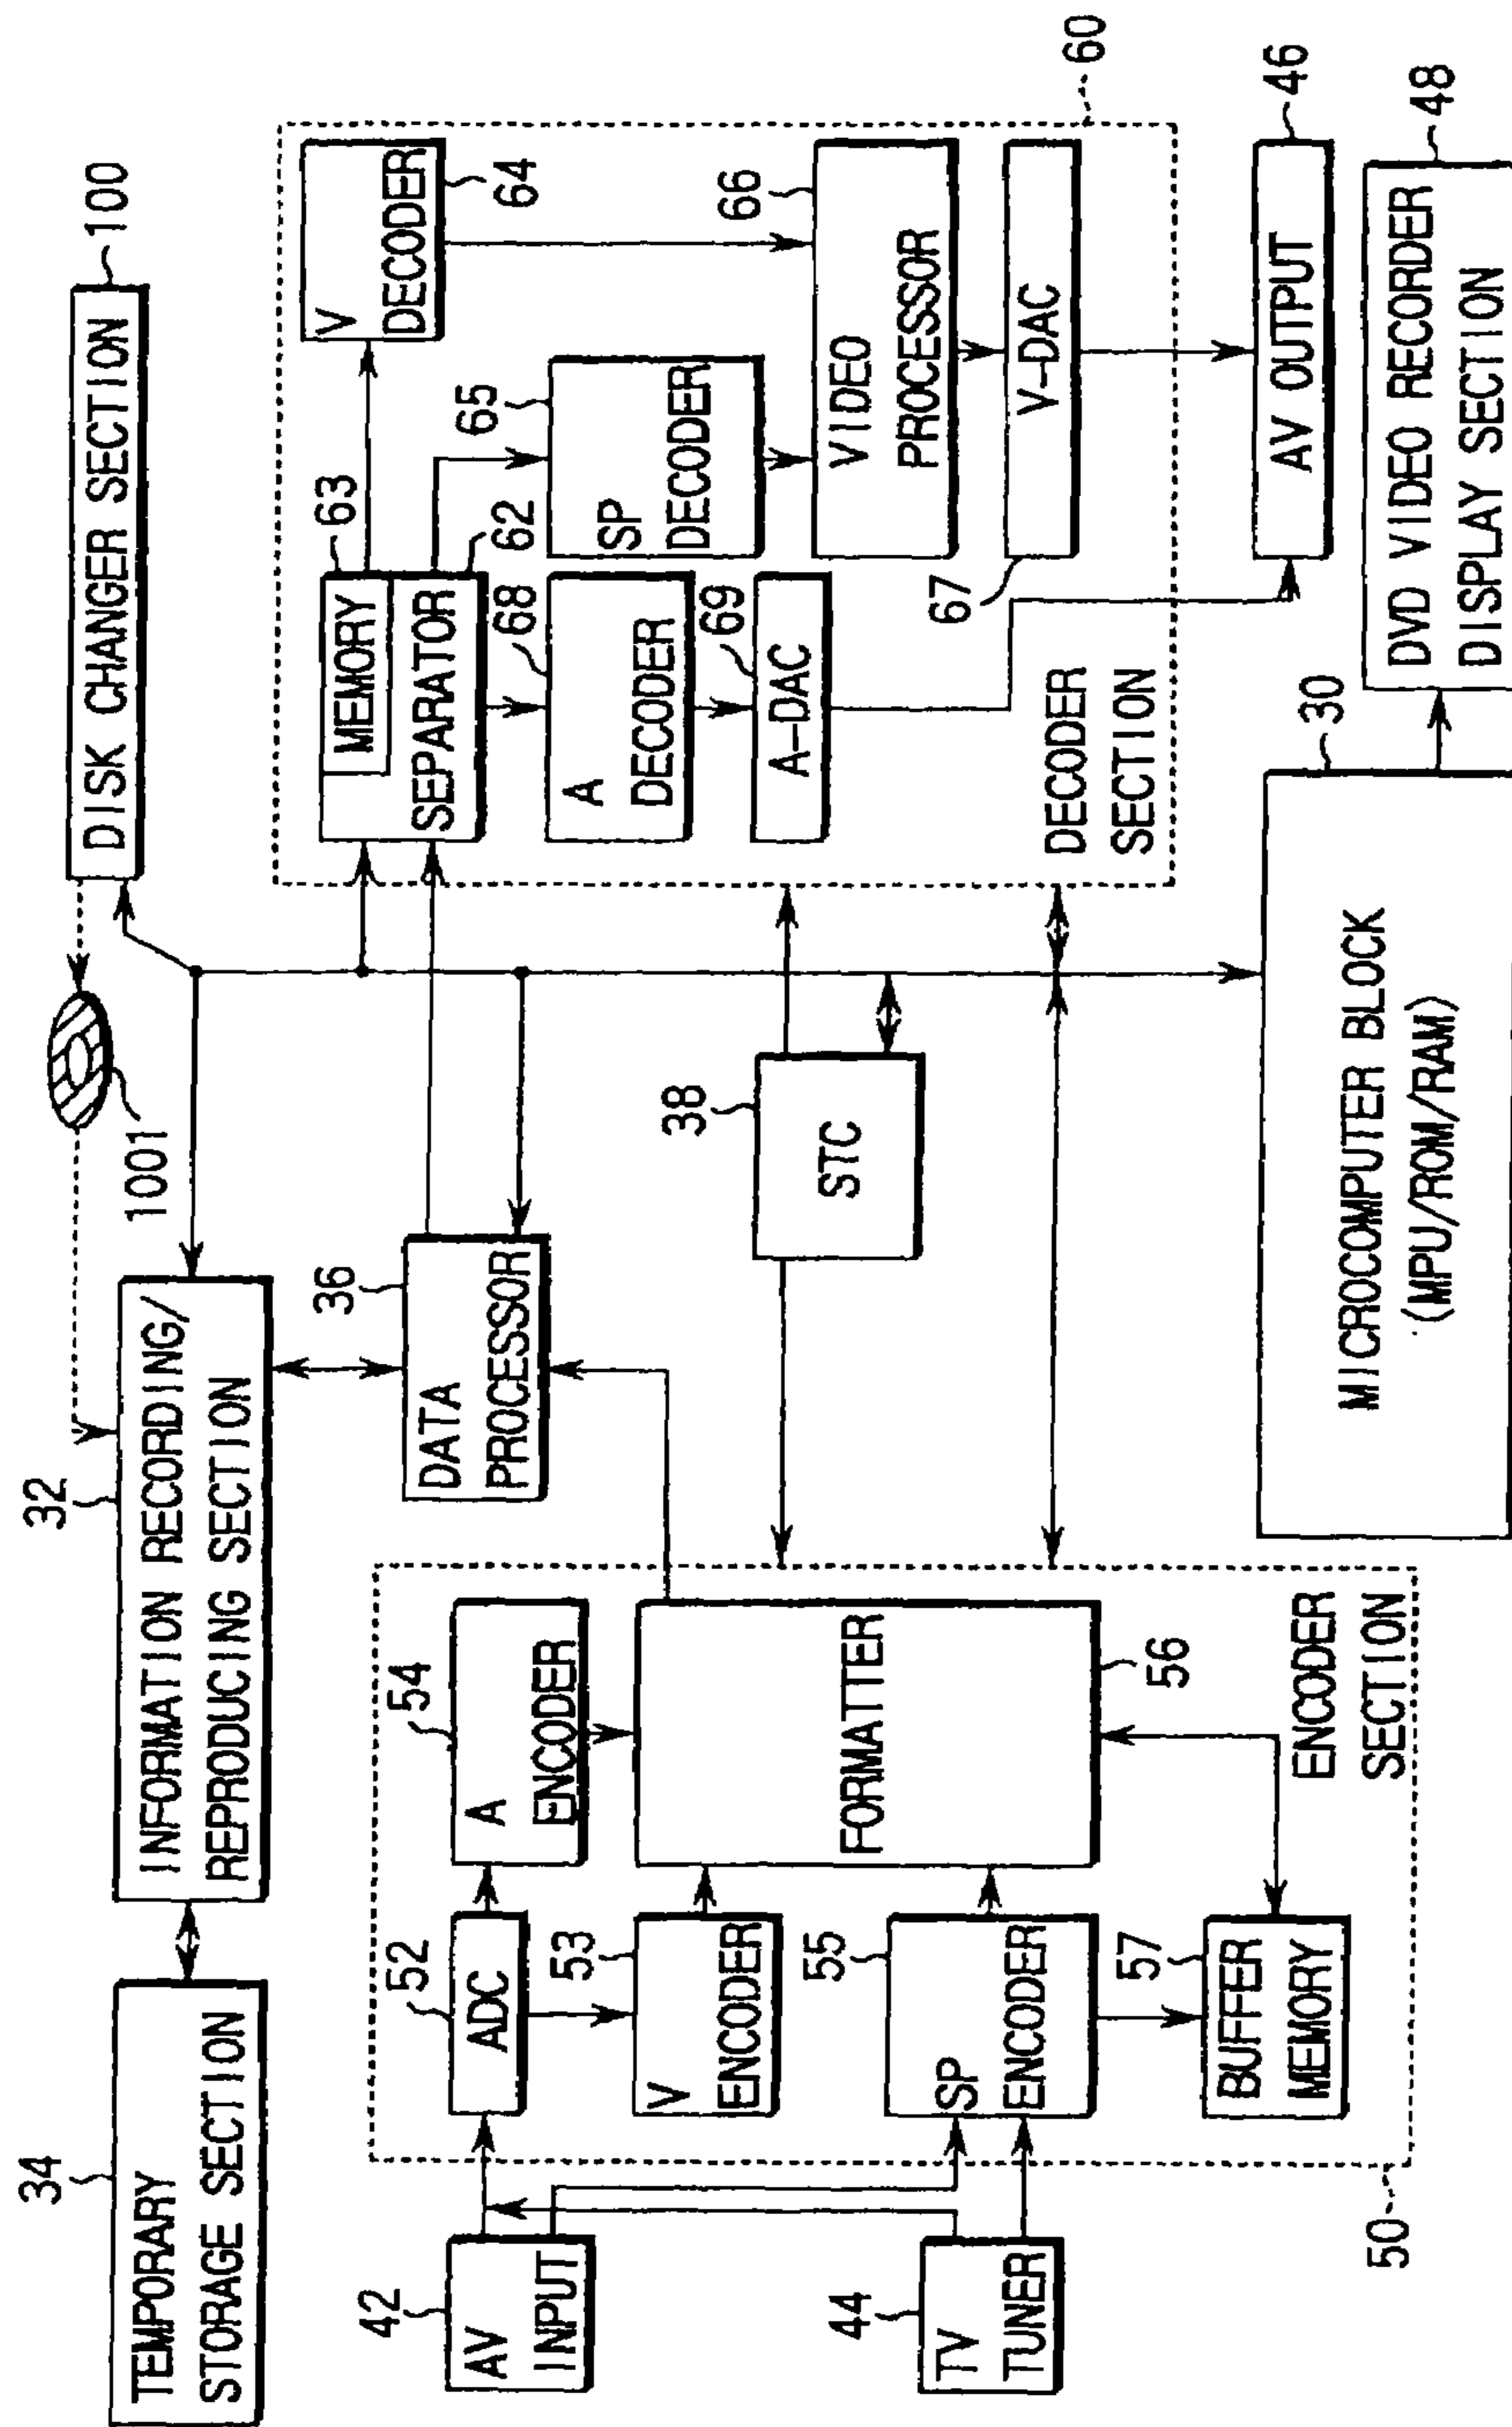 34
TEMPORARY
STORAGE SECTION
32
INFORMATION RECORDING/
REPRODUCING SECTION
1001
DISK CHANGER SECTION
100
36
DATA
PROCESSOR
38
STC
42
AV
INPUT
44
TV
TUNER
52
ADC
54
A
ENCODER
53
V
ENCODER
55
SP
ENCODER
57
BUFFER
MEMORY
FORMATTER
56
ENCODER
SECTION
50
63
MEMORY
62
SEPARATOR
V
DECODER
64
65
SP
DECODER
68
A
DECODER
69
A-DAC
66
VIDEO
PROCESSOR
67
V-DAC
DECODER
SECTION
60
AV OUTPUT
46
30
MICROCOMPUTER BLOCK
(MPU/ROM/RAM)
DVD VIDEO RECORDER
DISPLAY SECTION
48